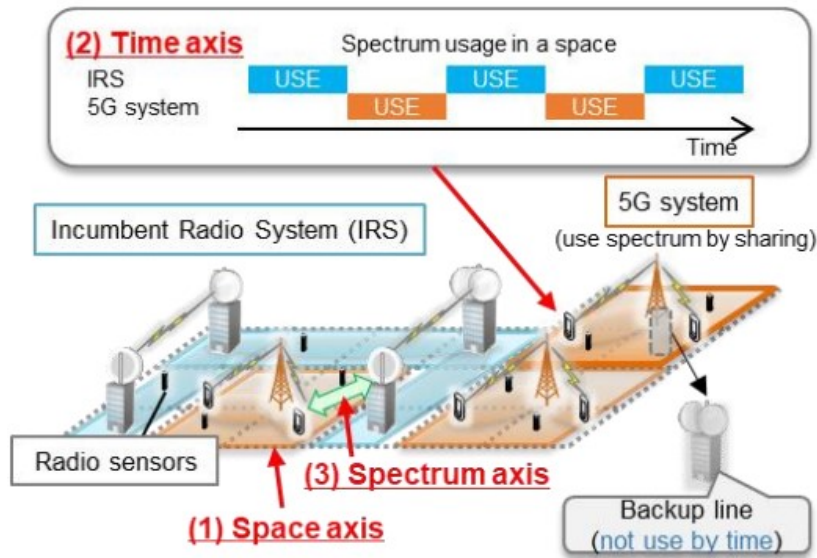 (2) Time axis
Spectrum usage in a space
IRS
USE
USE
USE
5G system
USE
USE
Time
Incumbent Radio System (IRS)
5G system
(use spectrum by sharing)
Radio sensors
(3) Spectrum axis
(1) Space axis
Backup line
(not use by time)